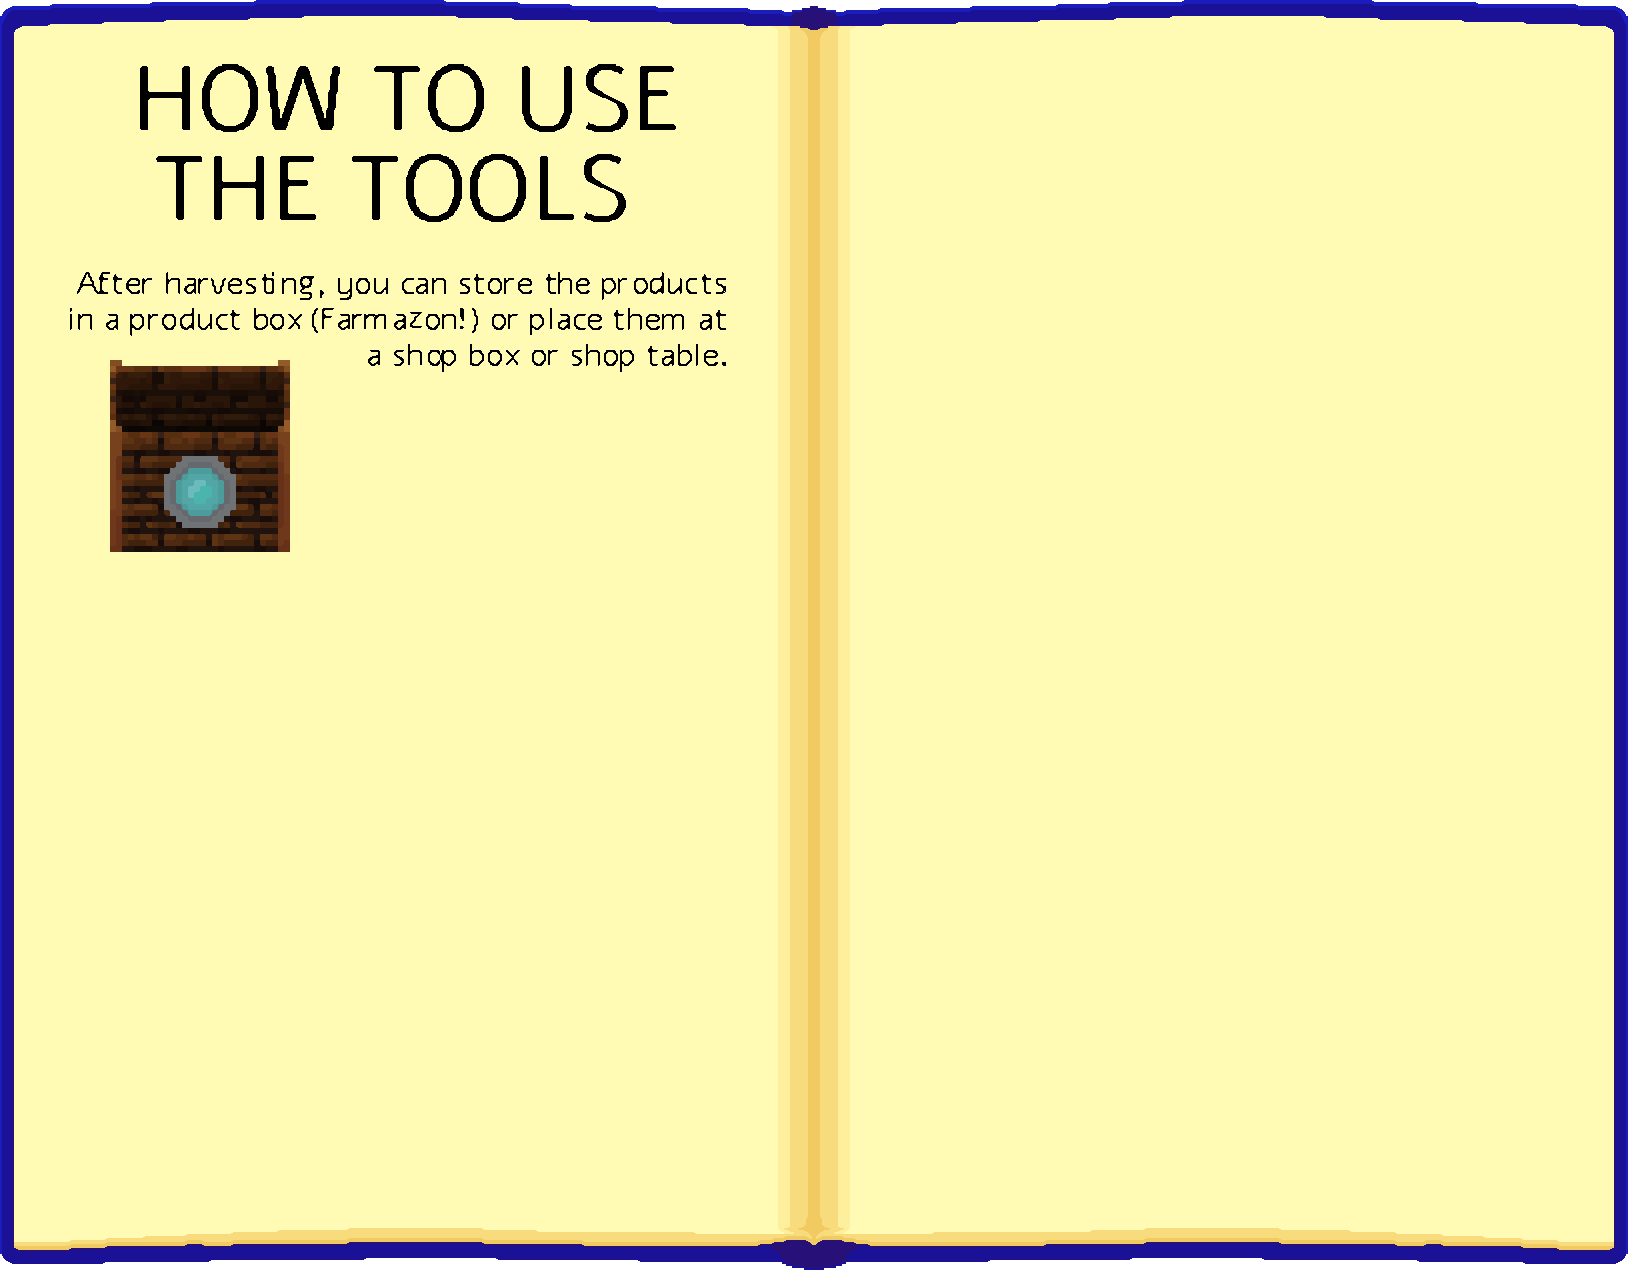 HOW TO USE
THE TOOLS
After harvesting, you can store the products
in a product box (Farmazon!) or place them at
a shop box or shop table.